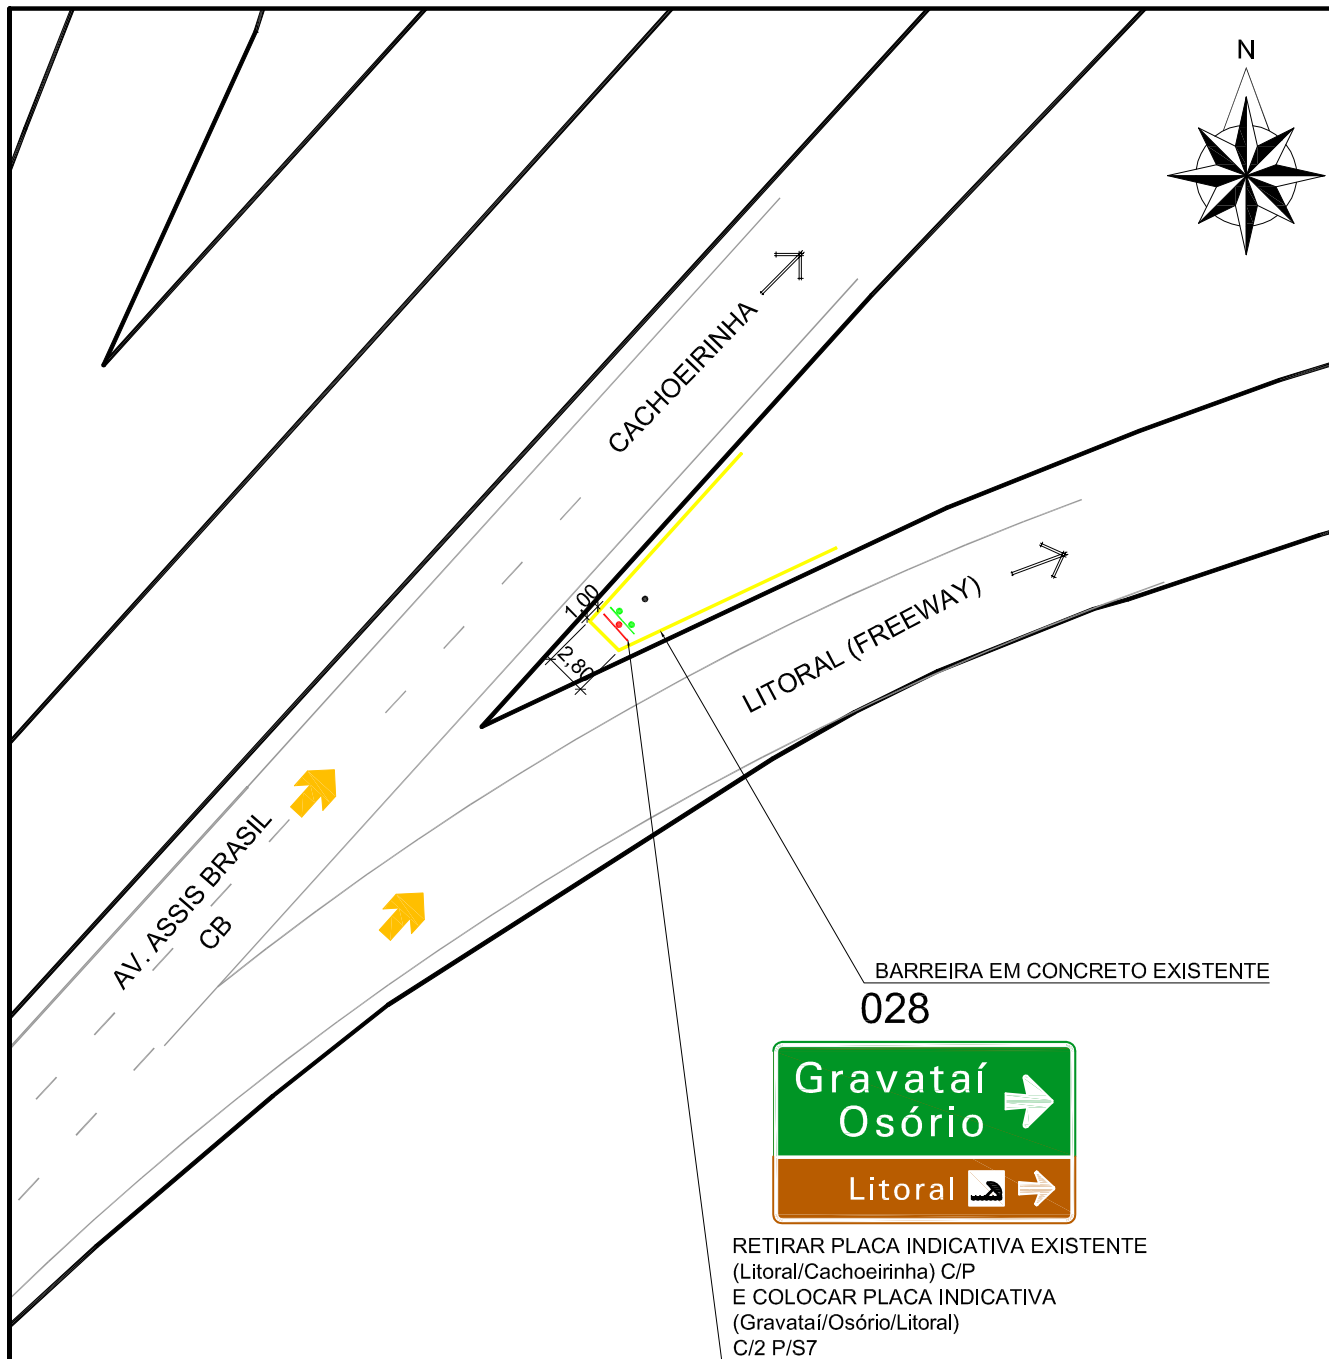 N
CACHOEIRINHA
1,00
2,80
LITORAL (FREEWAY)
AV. ASSIS BRASIL
CB
BARREIRA EM CONCRETO EXISTENTE
028
Gravataí
Osório
Litoral
RETIRAR PLACA INDICATIVA EXISTENTE
(Litoral/Cachoeirinha) C/P
E COLOCAR PLACA INDICATIVA
(Gravataí/Osório/Litoral)
C/2 P/S7